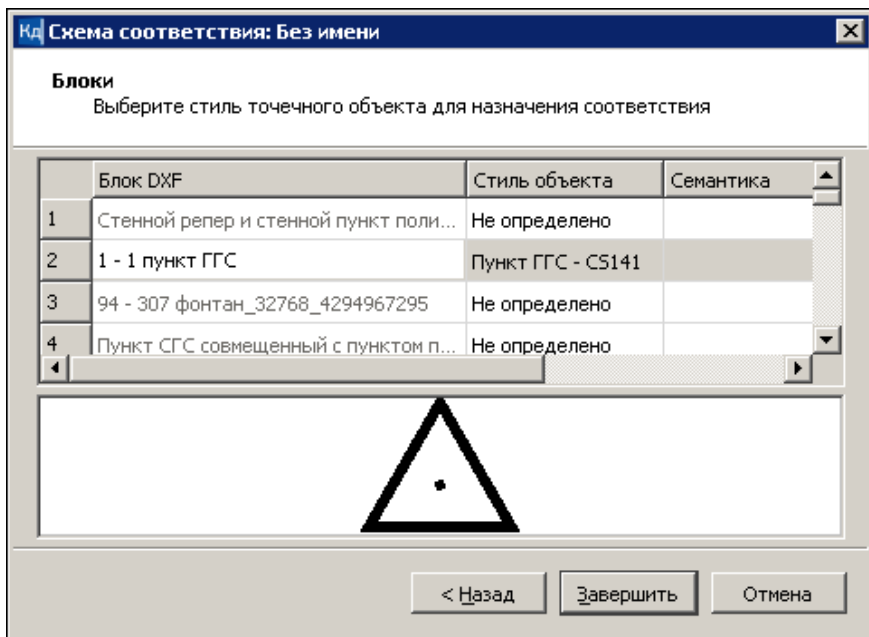 Кд Схема соответствия: Без имени
Блоки
Выберите стиль точечного объекта для назначения соответствия
Блок DXF Стиль объекта Семантика
1 Стенной репер и стенной пункт поли... Не определено
2 1 - 1 пункт ГГС Пункт ГГС - CS141
3 94 - 307 фонтан_32768_4294967295 Не определено
4 Пункт СГС совмещенный с пунктом п... Не определено
< Назад Завершить Отмена